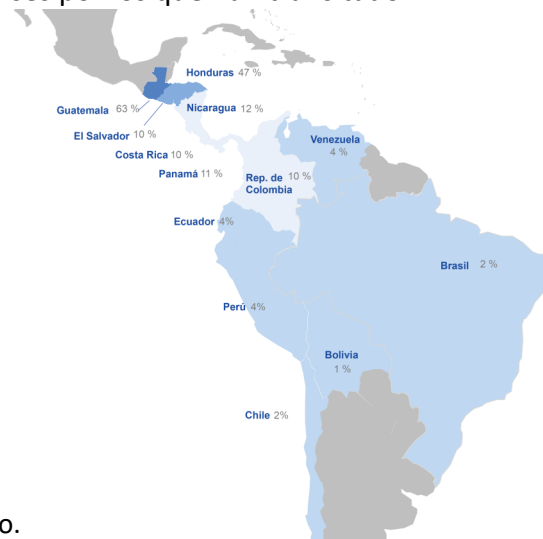 Honduras 47 %
Guatemala 63 %
Nicaragua 12 %
El Salvador 10 %
Costa Rica 10 %
Venezuela
4 %
Panamá 11 %
Rep. de 10 %
Colombia
Ecuador 4%
Brasil 2 %
Perú 4%
Bolivia
1 %
Chile 2%
o.